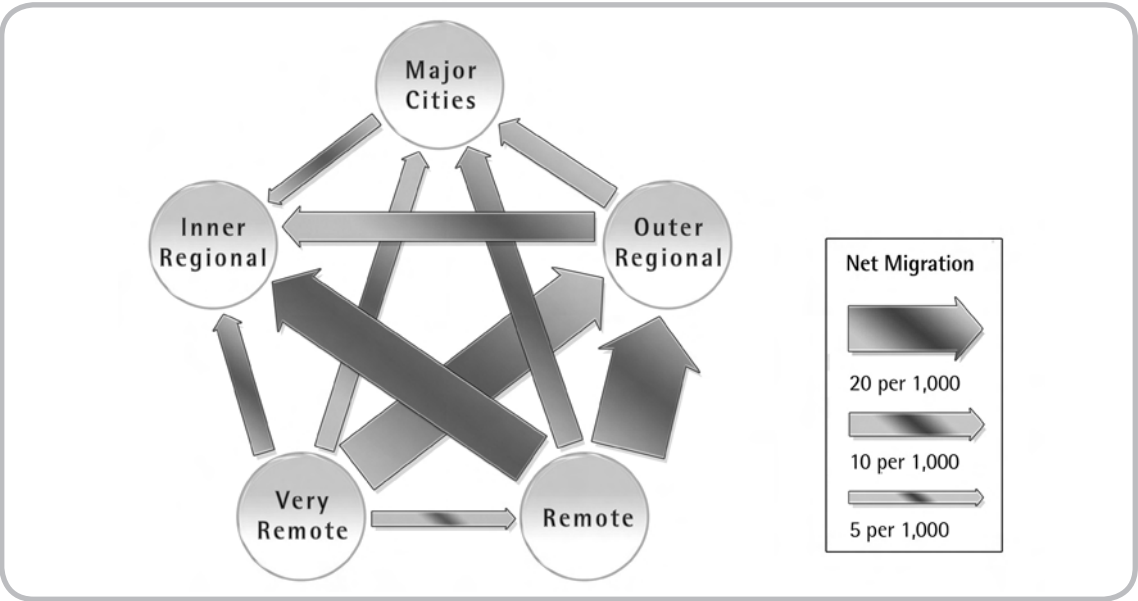 Major
Cities
Inner
Regional
Outer
Regional
Very
Remote
Remote
Net Migration
20 per 1,000
10 per 1,000
5 per 1,000